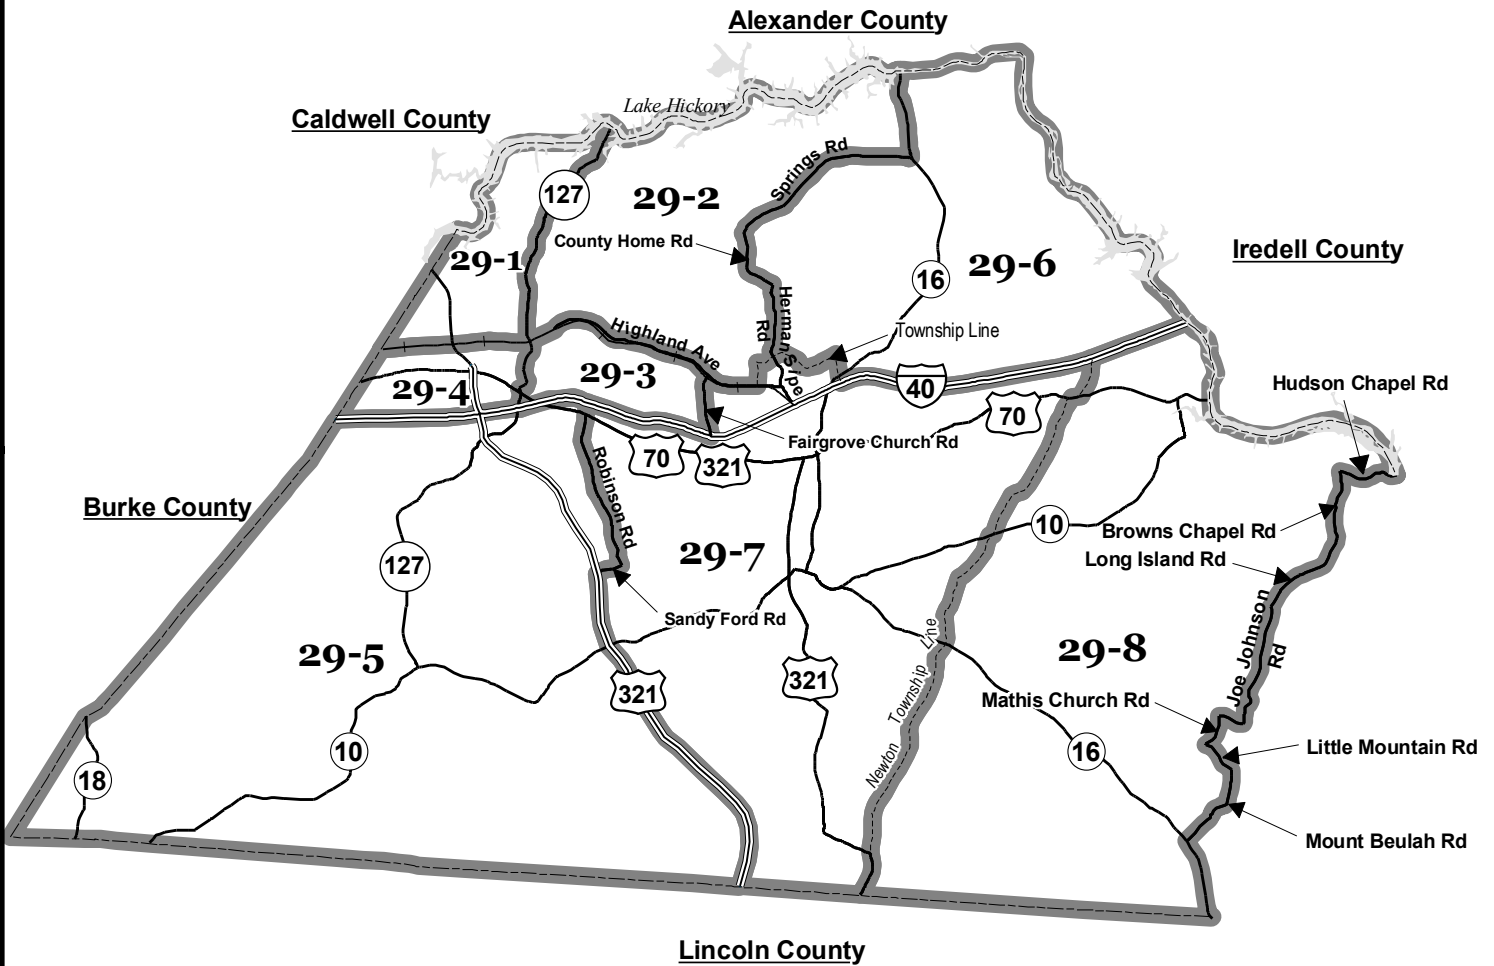 Alexander County
Lake Hickory
Caldwell County
Springs Rd
127
29-2
County Home Rd
29-1
Iredell County
29-6
16
Herman Sipe
Rd
Highland Ave
Township Line
29-3
29-4
40
Hudson Chapel Rd
70
Fairgrove Church Rd
70
321
Robinson Rd
Burke County
10
Browns Chapel Rd
29-7
Long Island Rd
127
Joe Johnson
Rd
Sandy Ford Rd
29-5
29-8
321
321
Newton Township Line
Mathis Church Rd
10
16
Little Mountain Rd
18
Mount Beulah Rd
Lincoln County